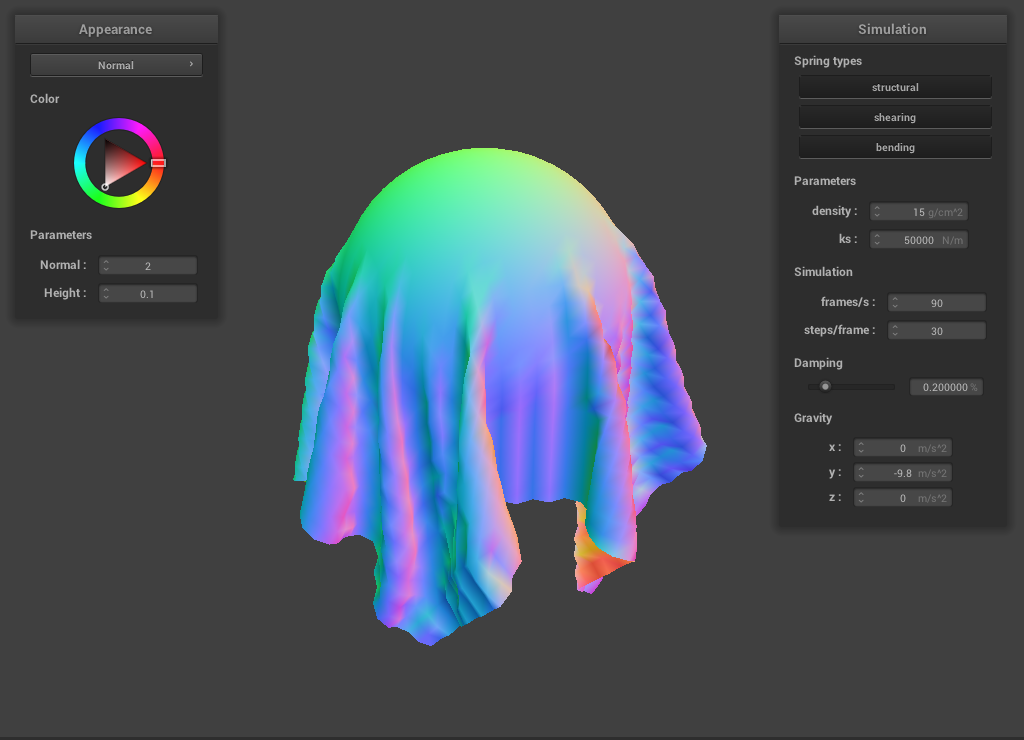 Appearance
Normal ›
Color
Parameters
Normal : 2
Height : 0.1
Simulation
Spring types
structural
shearing
bending
Parameters
density : 15 g/cm^2
ks : 50000 N/m
Simulation
frames/s : 90
steps/frame : 30
Damping
0.200000 %
Gravity
x : 0 m/s^2
y : -9.8 m/s^2
z : 0 m/s^2